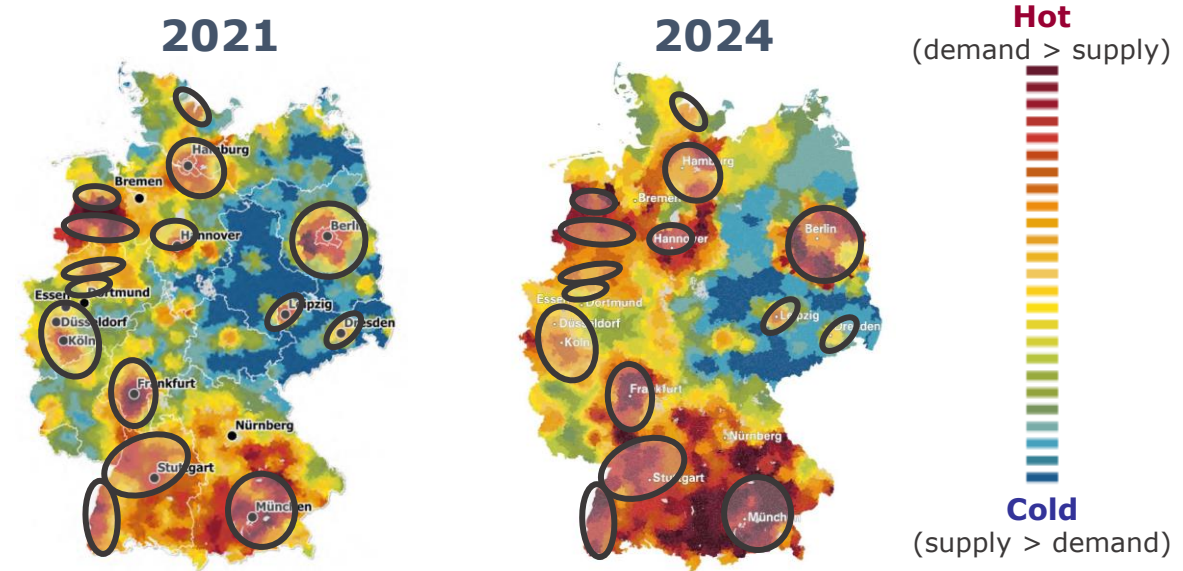 2021
Hamburg
Bremen
Berlin
Hannover
Essen
Dortmund
Düsseldorf
Köln
Leipzig
Dresden
Frankfurt
Nürnberg
Stuttgart
München
2024
Hamburg
Bremen
Berlin
Hannover
Essen
Dortmund
Düsseldorf
Köln
Leipzig
Dresden
Frankfurt
Nürnberg
Stuttgart
Münch
Hot
(demand > supply)
Cold
(supply > demand)